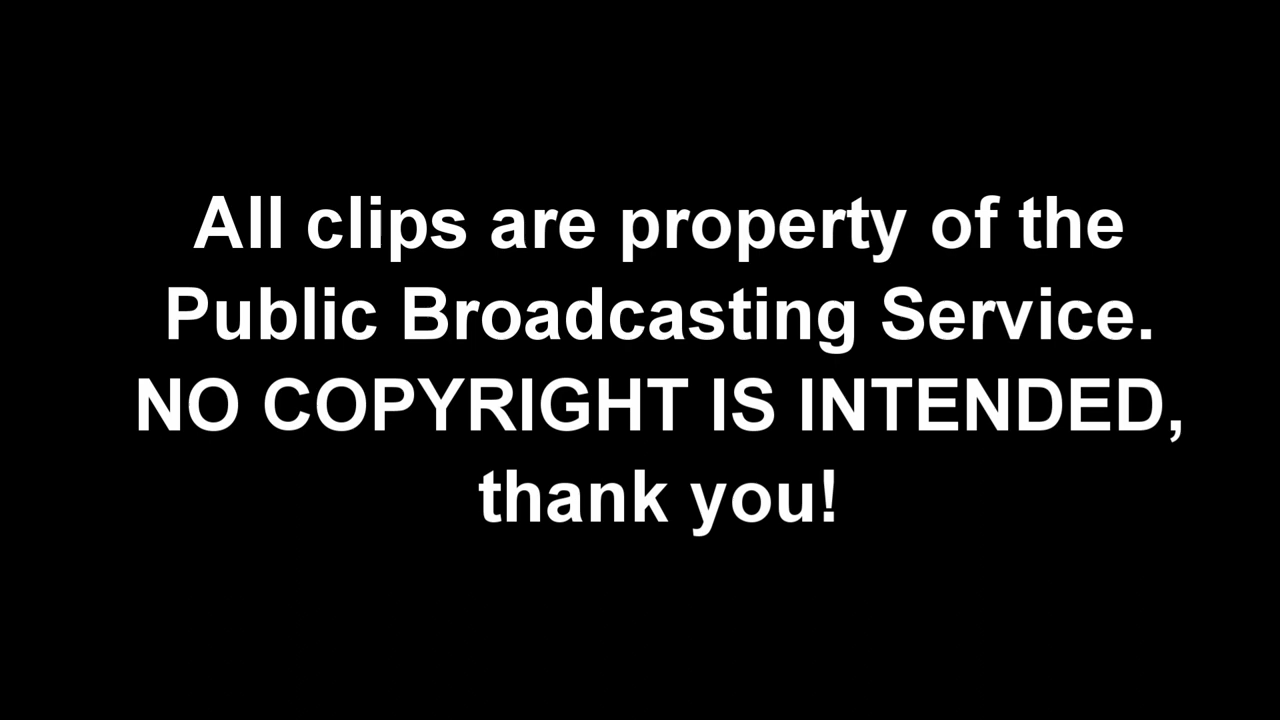 All clips are property of the
Public Broadcasting Service.
NO COPYRIGHT IS INTENDED,
thank you!